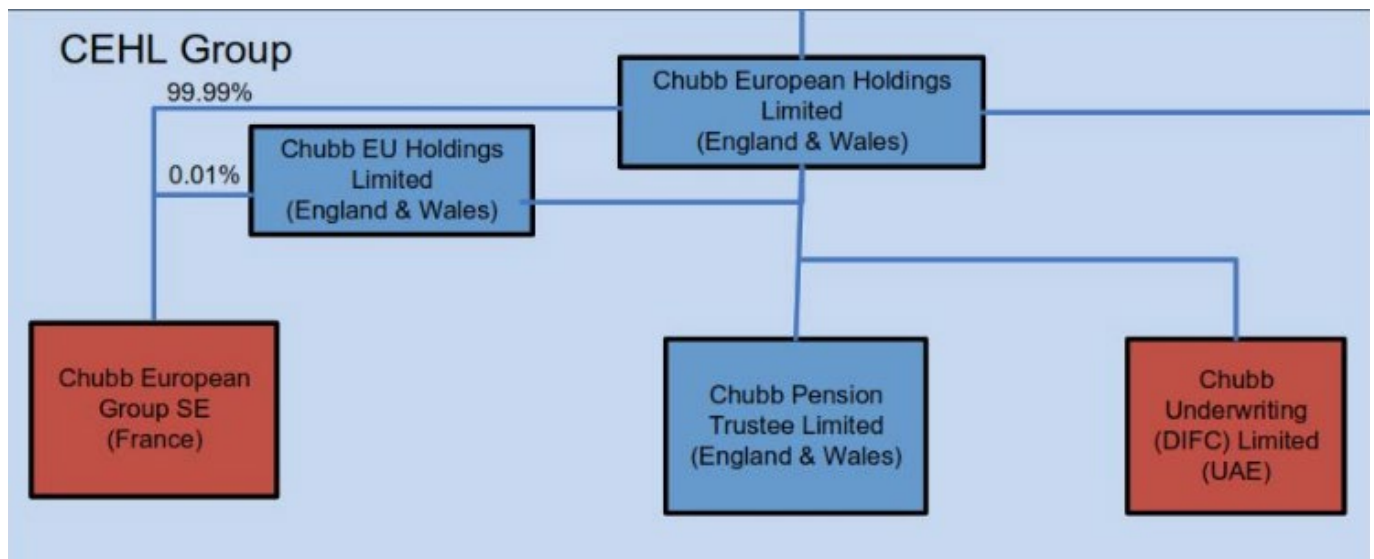 CEHL Group
99.99%
Chubb European Holdings
Limited
(England & Wales)
Chubb EU Holdings
Limited
(England & Wales)
0.01%
Chubb European
Group SE
(France)
Chubb Pension
Trustee Limited
(England & Wales)
Chubb
Underwriting
(DIFC) Limited
(UAE)